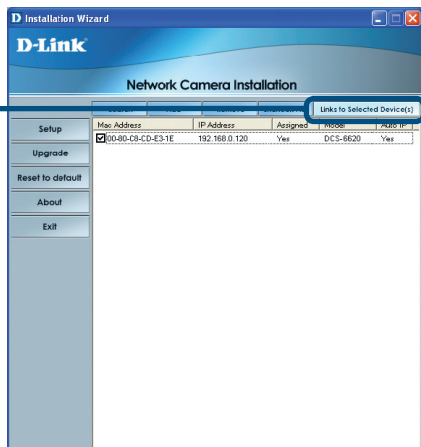 D Installation Wizard
D-Link
Network Camera Installation
Links to Selected Device(s)
Setup
Upgrade
Reset to default
About
Exit
Mac Address IP Address Assigned Model Auto IP
00-80-C8-CD-E3-1E 192.168.0.120 Yes DCS-6620 Yes